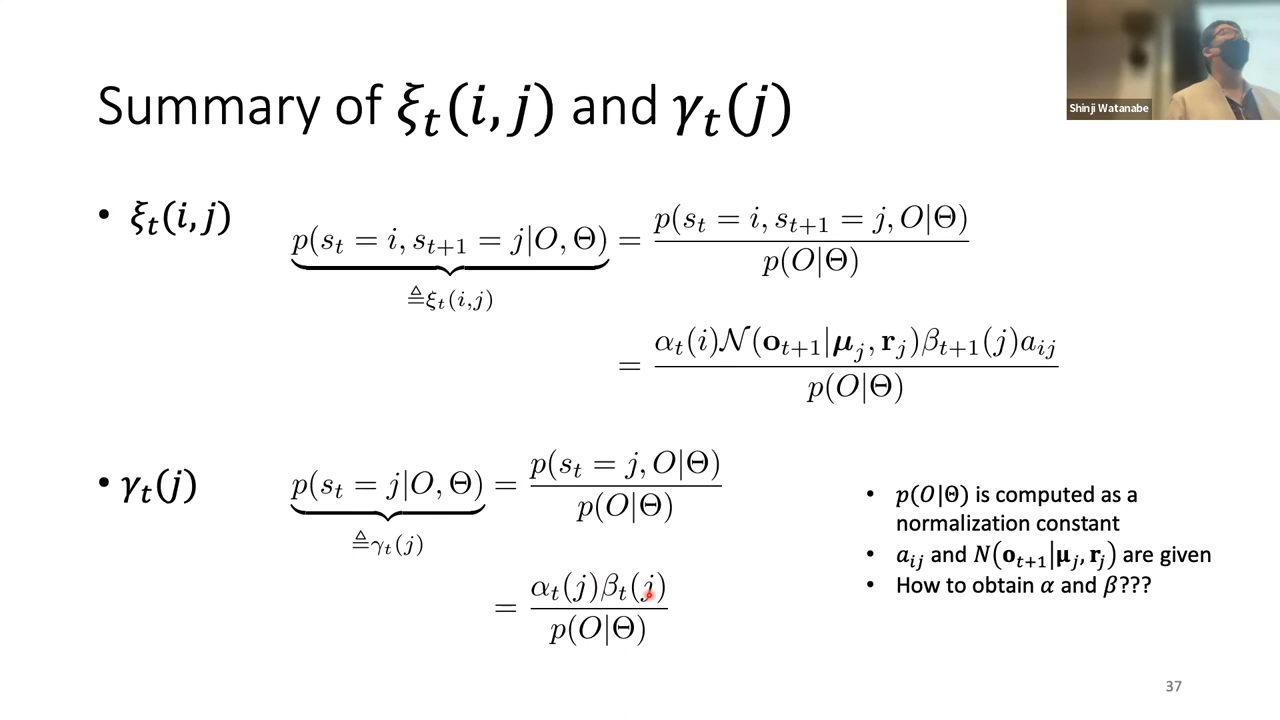 Shinji Watanabe
Summary of ξₜ(i, j) and γₜ(j)
• ξₜ(i, j)
p(sₜ = i, sₜ₊₁ = j|O, Θ) = p(sₜ = i, sₜ₊₁ = j, O|Θ) / p(O|Θ)
≜ξₜ(i,j)
= αₜ(i)𝒩(𝐨ₜ₊₁|𝝁ⱼ, 𝐫ⱼ)βₜ₊₁(j)aᵢⱼ / p(O|Θ)
• γₜ(j)
p(sₜ = j|O, Θ) = p(sₜ = j, O|Θ) / p(O|Θ)
≜γₜ(j)
= αₜ(j)βₜ(j) / p(O|Θ)
• p(O|Θ) is computed as a
normalization constant
• aᵢⱼ and N(𝐨ₜ₊₁|𝛍ⱼ, 𝐫ⱼ) are given
• How to obtain α and β???
37